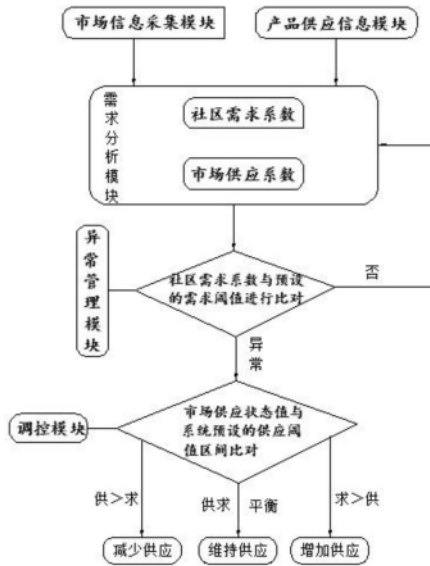 市场信息采集模块
产品供应信息模块
需求分析模块
社区需求系数
市场供应系数
异常管理模块
社区需求系数与预设
的需求阈值进行比对
否
异常
调控模块
市场供应状态值与
系统预设的供应阈
值区间比对
供>求
供求 平衡
求>供
减少供应
维持供应
增加供应